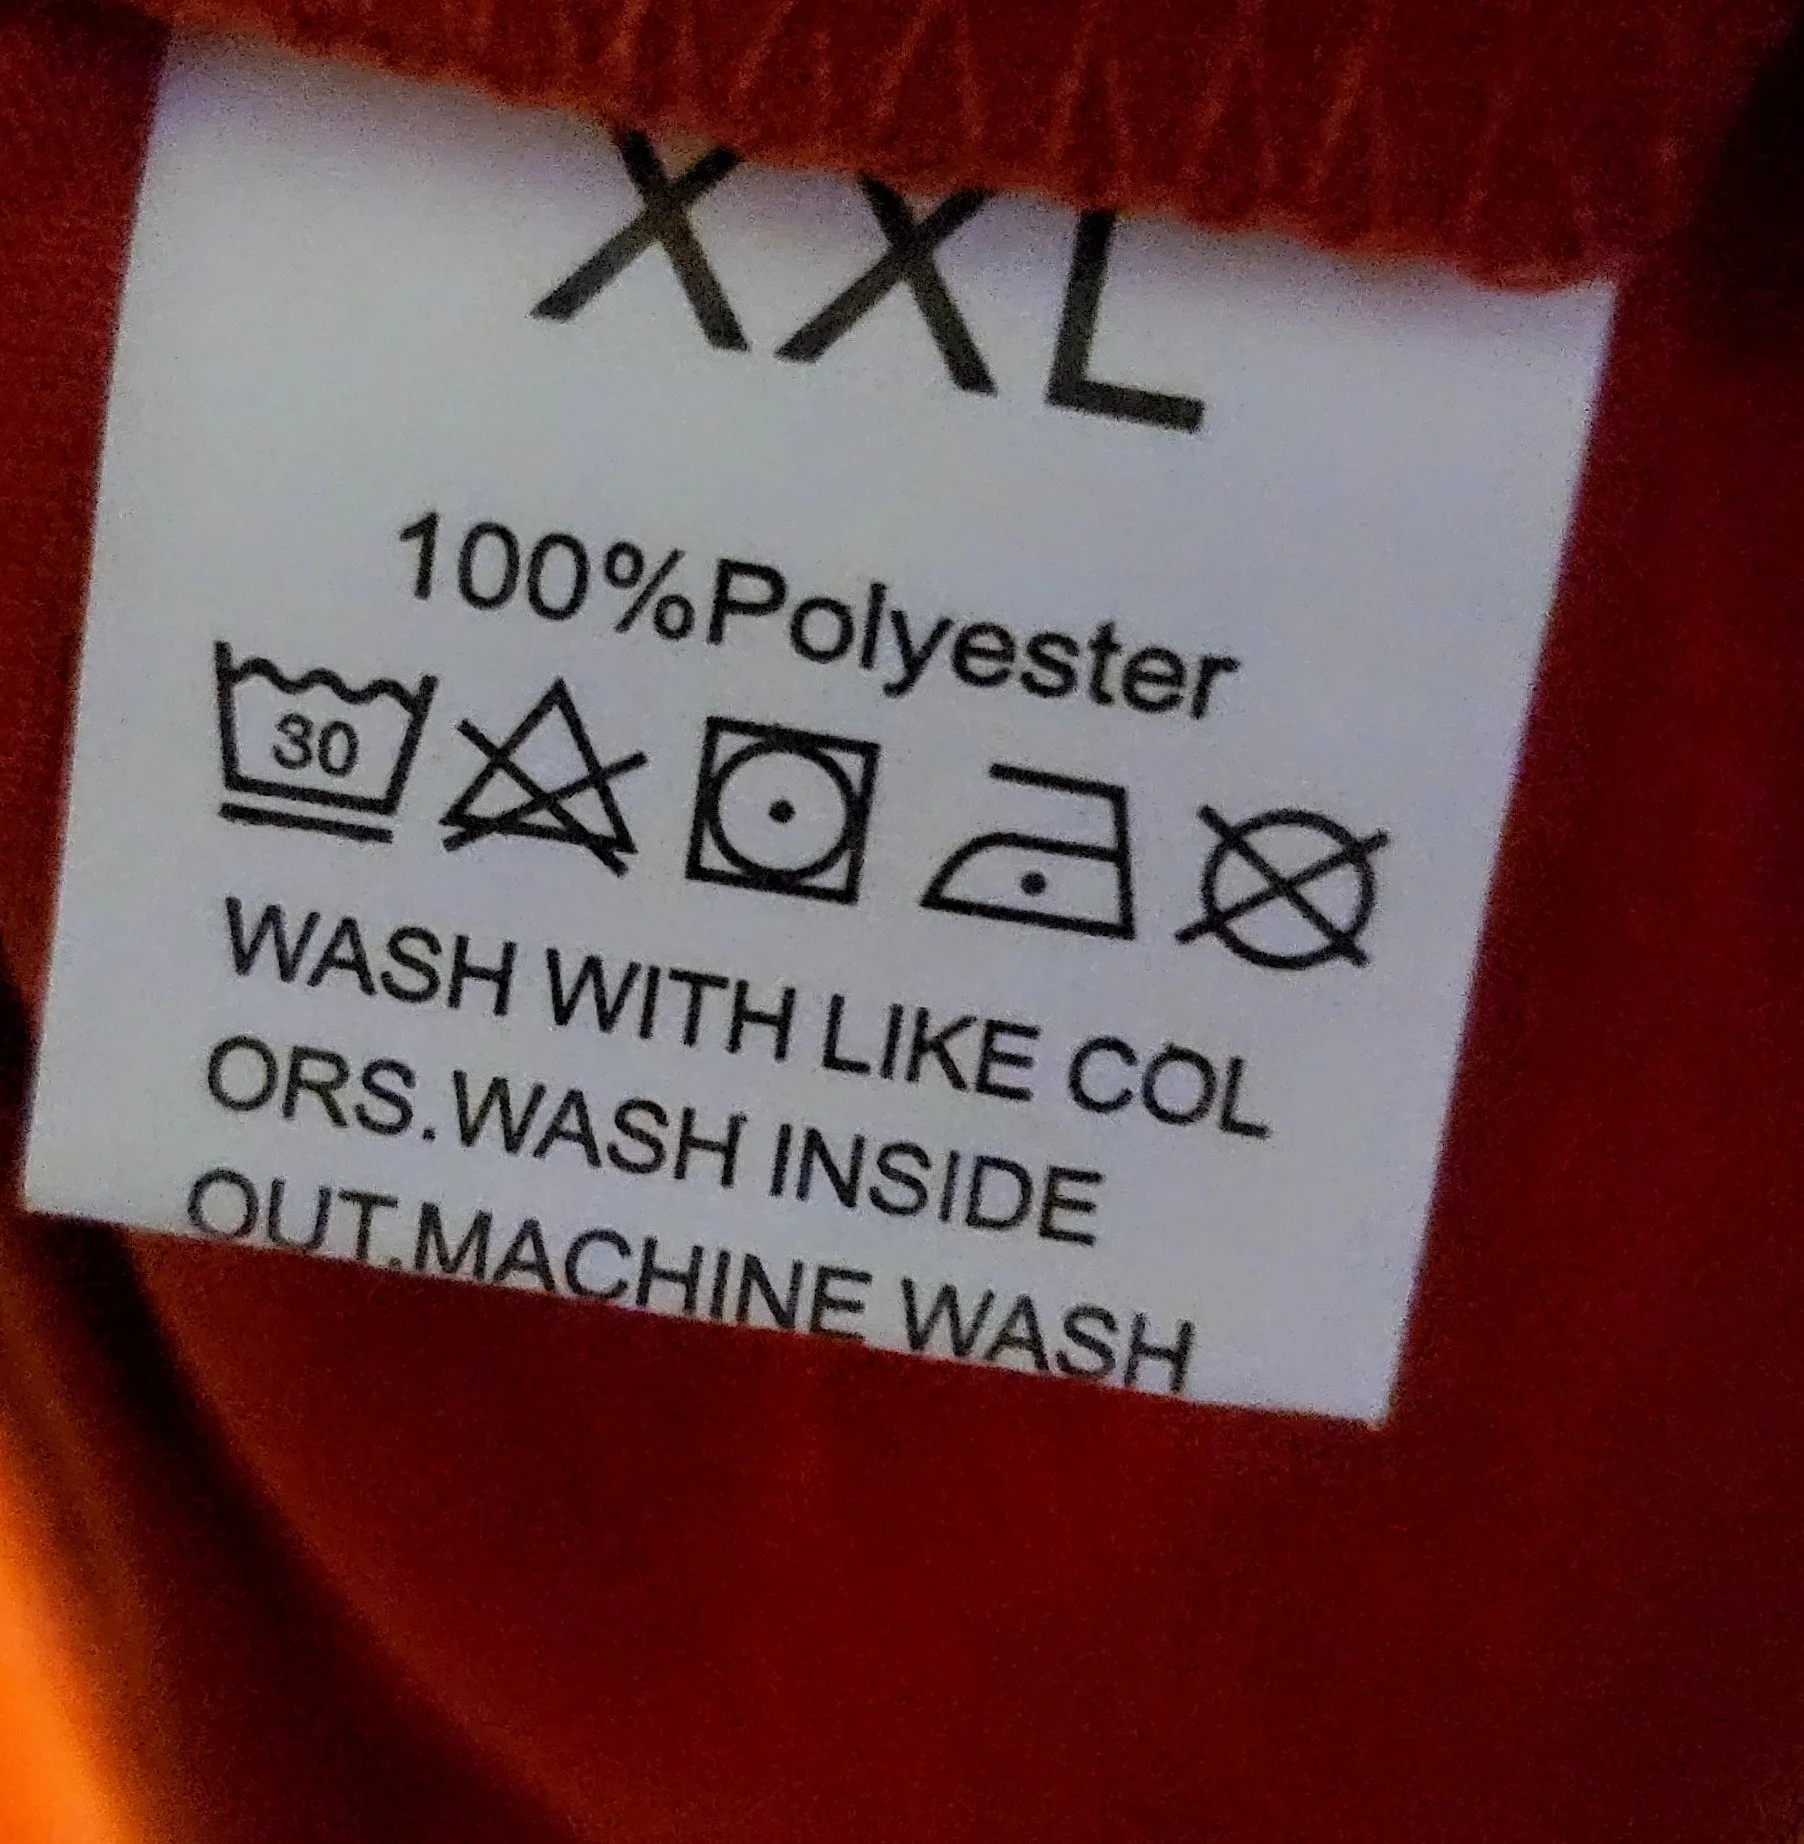 XXL
100%Polyester
30
WASH WITH LIKE COL
ORS.WASH INSIDE
OUT.MACHINE WASH